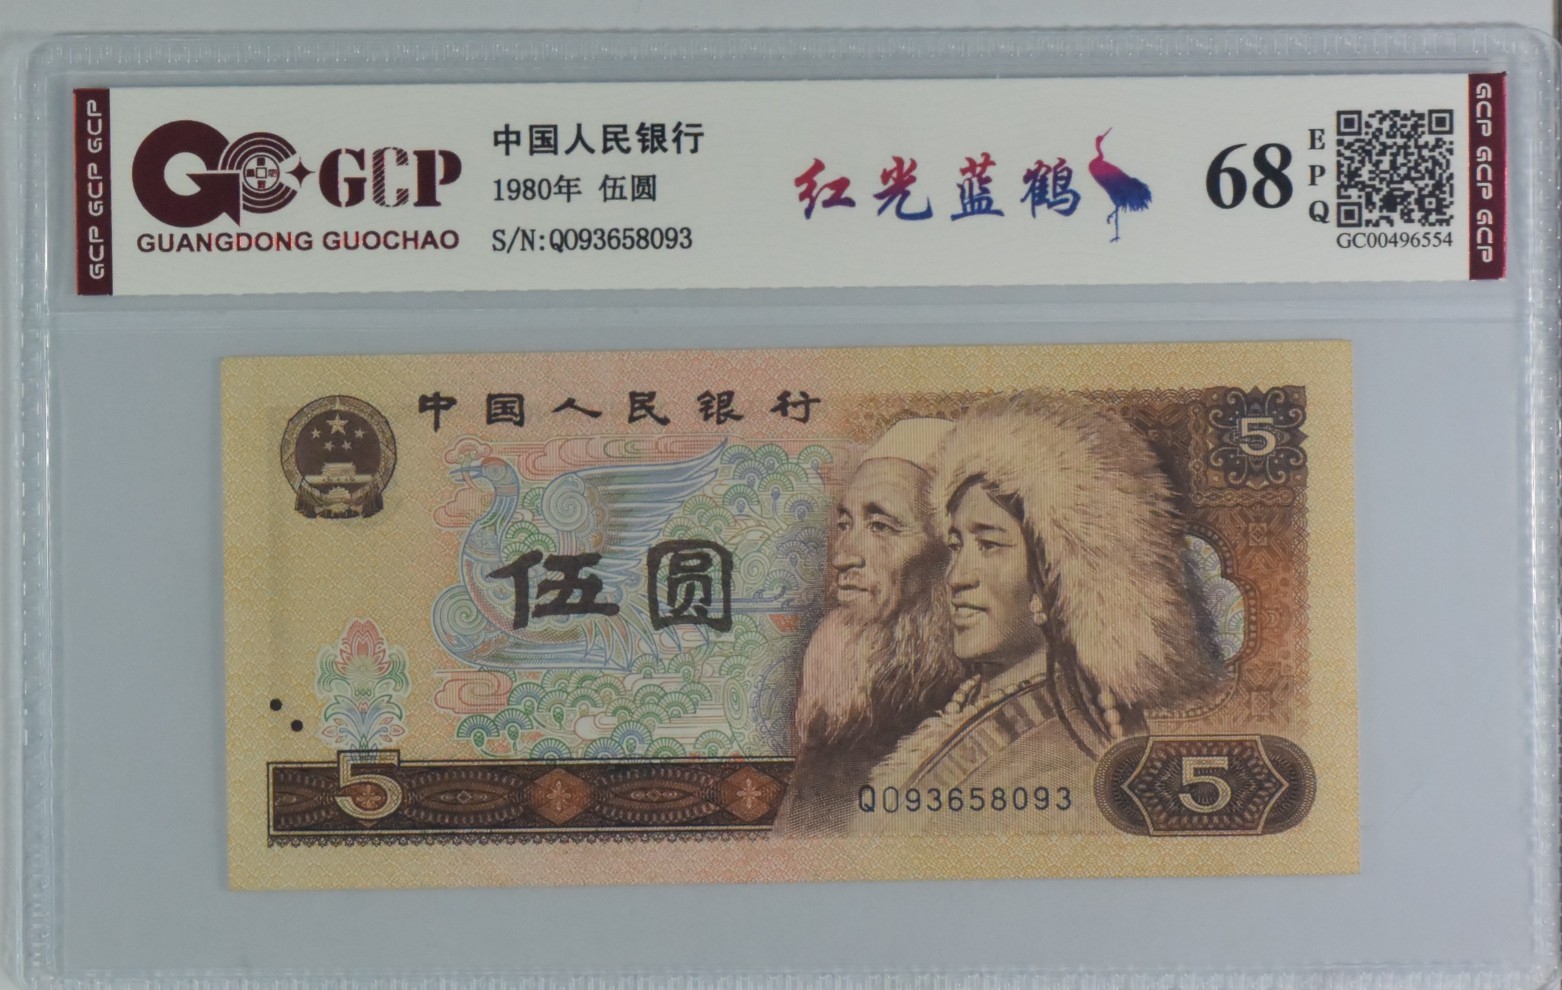 GCP GCP GCP
GCP
GUANGDONG GUOCHAO
中国人民银行
1980年 伍圆
S/N:Q093658093
红光蓝鹤
68
EPQ
GC00496554
GCP GCP GCP
中国人民银行
5
伍圆
5
QO93658093
5